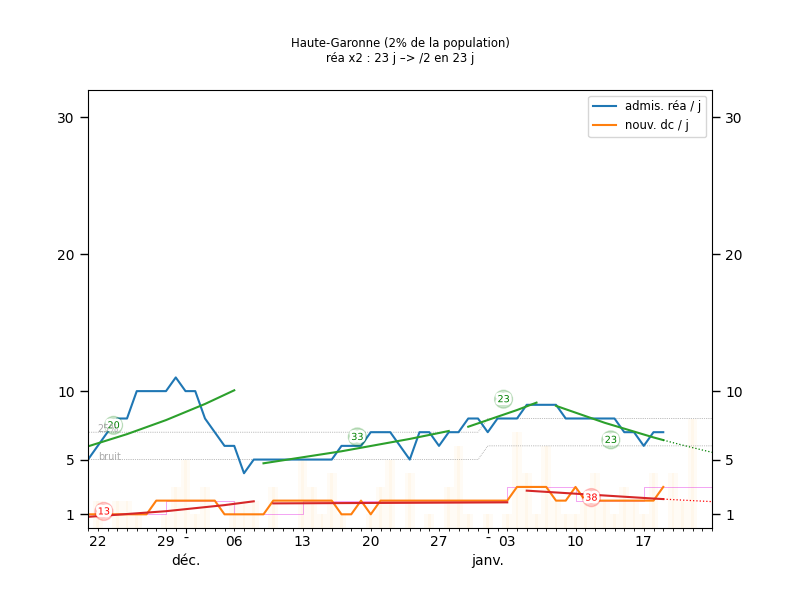 Haute-Garonne (2% de la population)
réa x2 : 23 j –> /2 en 23 j
admis. réa / j
nouv. dc / j
30 30
20 20
10 10
5 5
1 1
20
bruit
33
23
23
13
38
22 29 - 06 13 20 27 - 03 10 17
déc. janv.